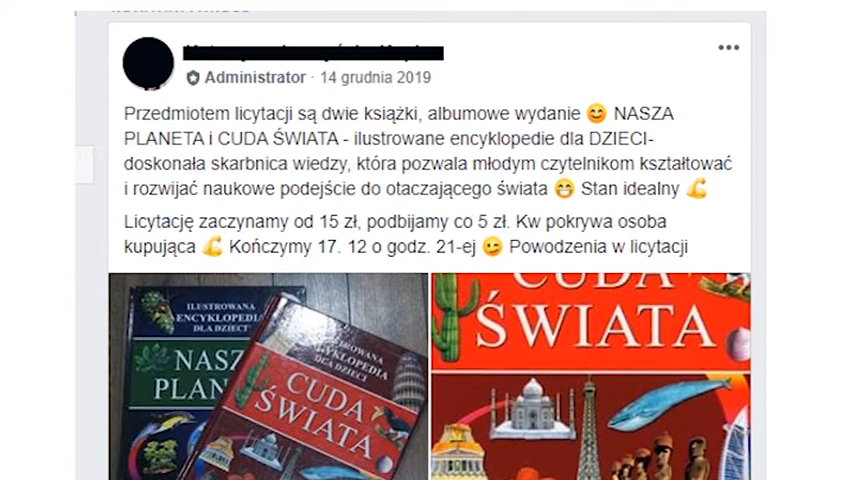 Administrator · 14 grudnia 2019
Przedmiotem licytacji są dwie książki, albumowe wydanie 😊 NASZA
PLANETA i CUDA ŚWIATA - ilustrowane encyklopedie dla DZIECI-
doskonała skarbnica wiedzy, która pozwala młodym czytelnikom kształtować
i rozwijać naukowe podejście do otaczającego świata 😁 Stan idealny 💪
Licytację zaczynamy od 15 zł, podbijamy co 5 zł. Kw pokrywa osoba
kupująca 💪 Kończymy 17. 12 o godz. 21-ej 😉 Powodzenia w licytacji
ILUSTROWANA
ENCYKLOPEDIA
DLA DZIECI
NASZ
PLAN
DLA DZIECI
CUDA
ŚWIATA
CUDA
ŚWIATA